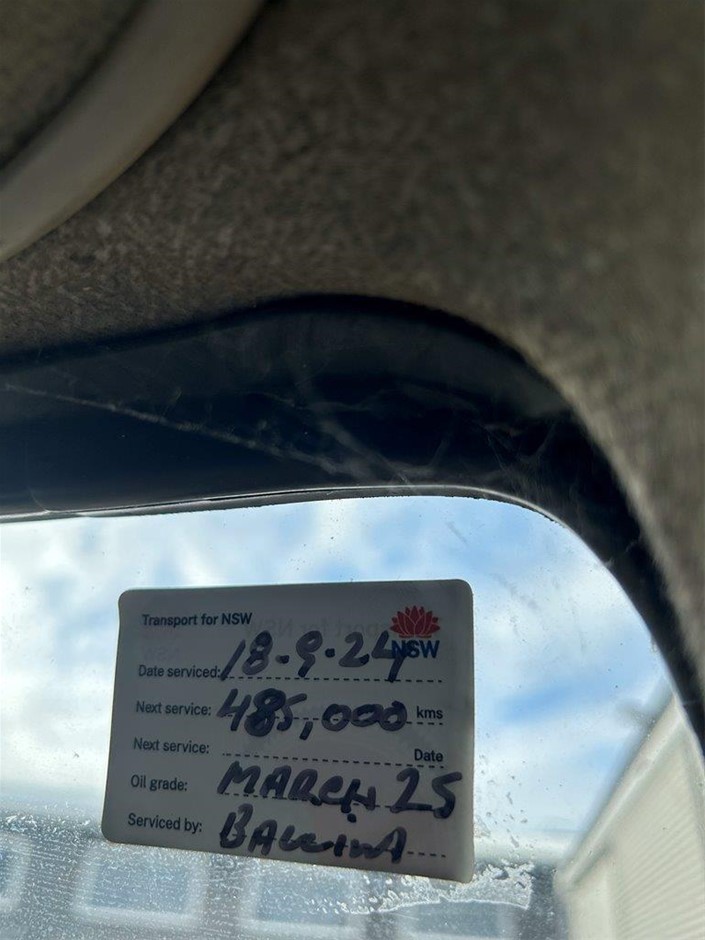 Transport for NSW
NSW
Date serviced: 18-9-24
Next service: 485,000 kms
Next service: Date
Oil grade: MARCH 25
Serviced by: BALLINA